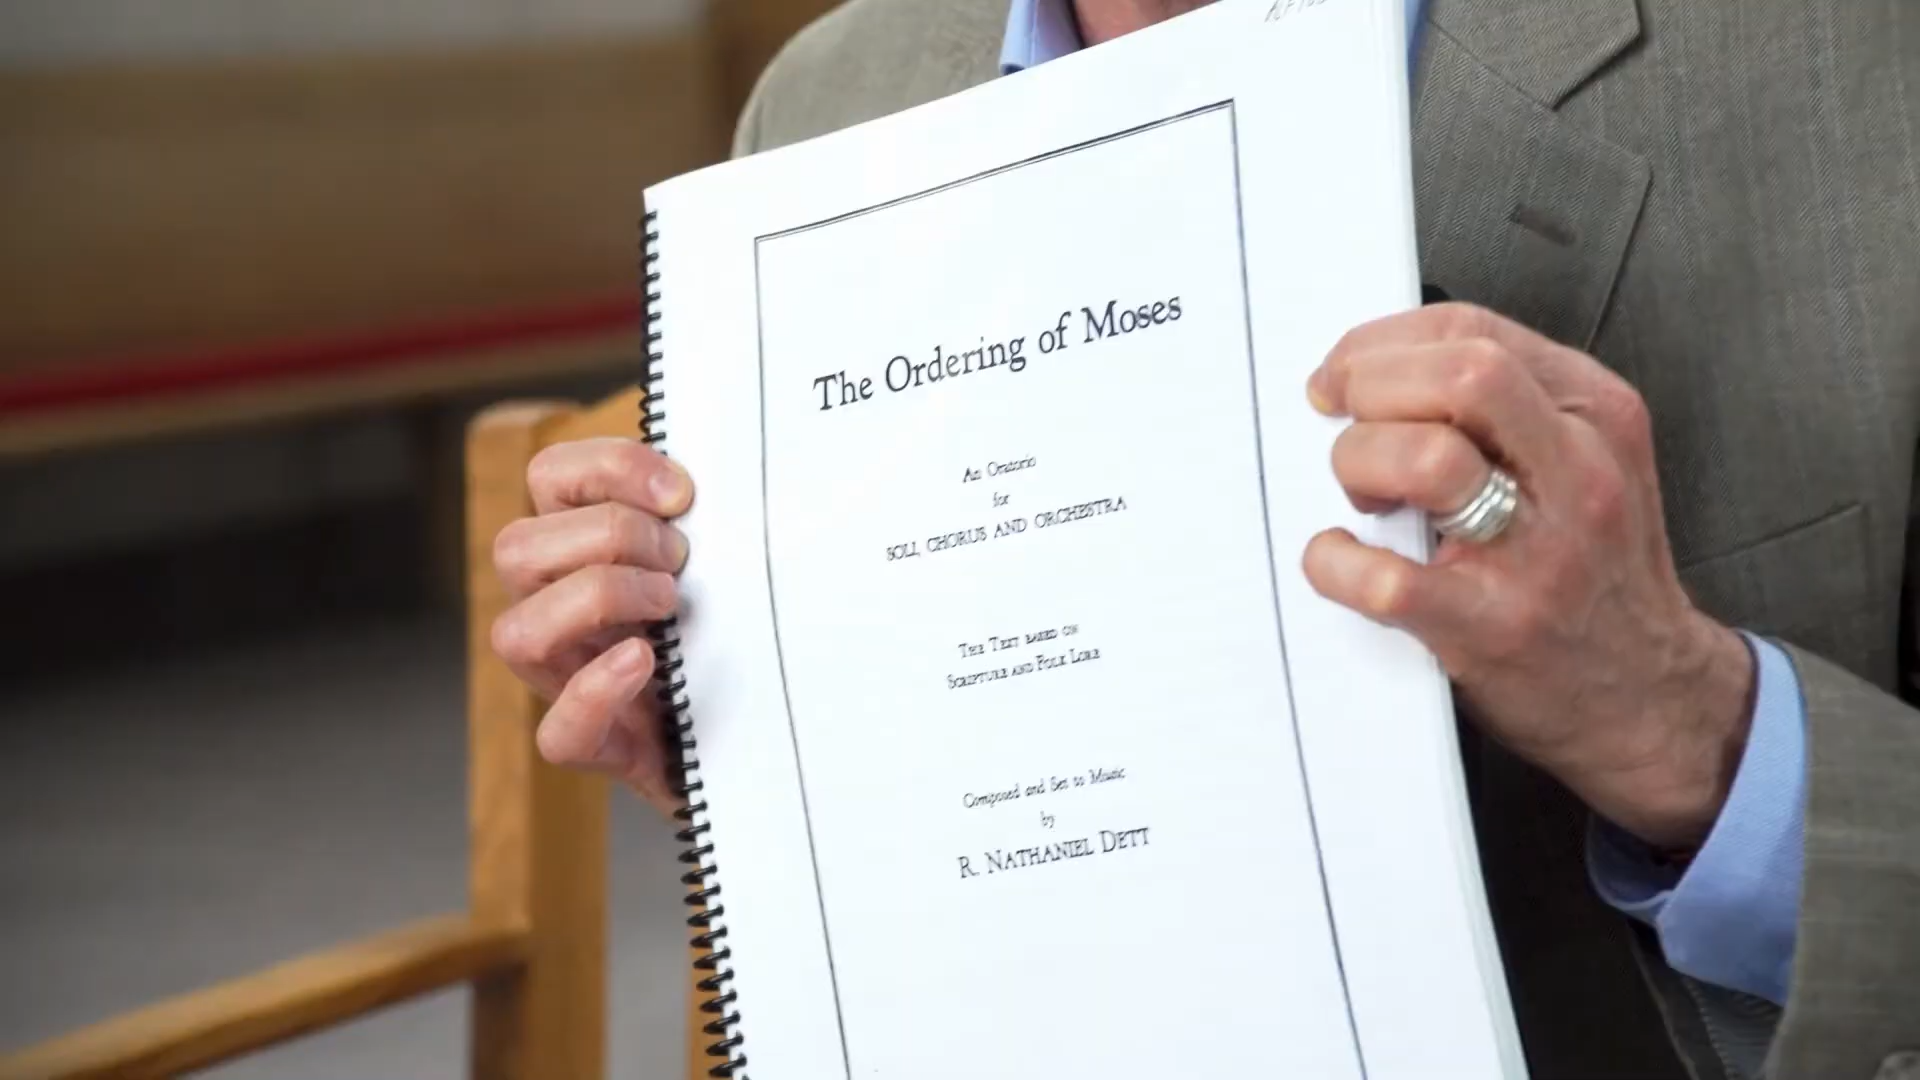 The Ordering of Moses
An Oratorio
for
SOLI, CHORUS AND ORCHESTRA
THE TEXT BASED ON
SCRIPTURE AND FOLK LORE
Composed and Set to Music
by
R. NATHANIEL DETT